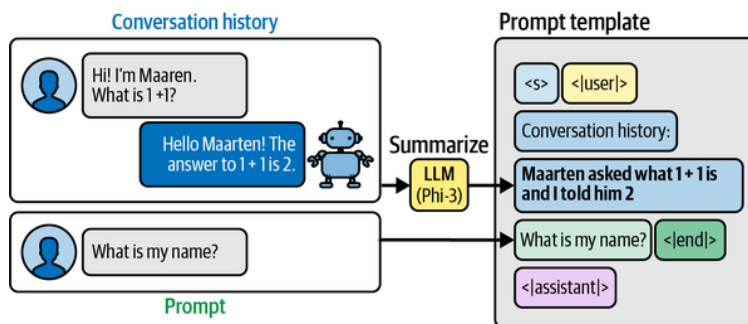 Conversation history
Hi! I'm Maaren.
What is 1 +1?
Hello Maarten! The
answer to 1 + 1 is 2.
What is my name?
Prompt
Summarize
LLM
(Phi-3)
Prompt template
<s> <|user|>
Conversation history:
Maarten asked what 1 + 1 is
and I told him 2
What is my name? <|end|>
<|assistant|>